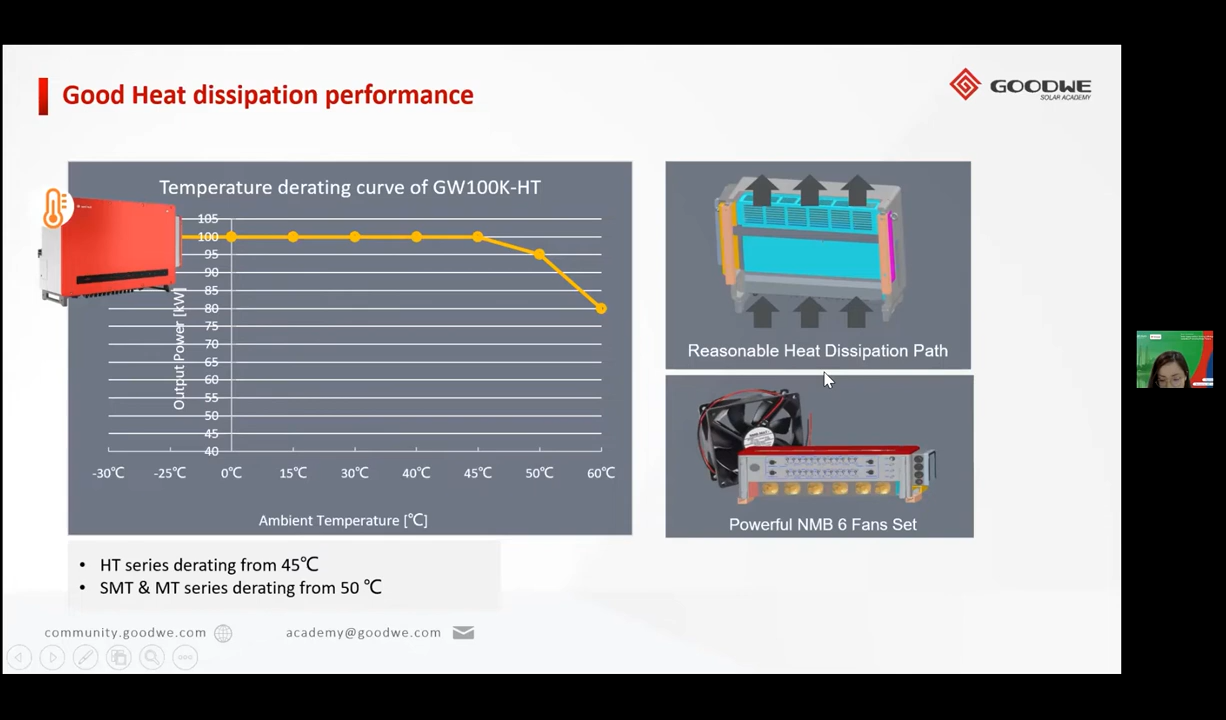 Good Heat dissipation performance
GOODWE
SOLAR ACADEMY
Temperature derating curve of GW100K-HT
105
100
95
90
85
80
75
70
65
60
55
50
45
40
Output Power [kW]
-30℃ -25℃ 0℃ 15℃ 30℃ 40℃ 45℃ 50℃ 60℃
Ambient Temperature [℃]
Reasonable Heat Dissipation Path
Powerful NMB 6 Fans Set
• HT series derating from 45℃
• SMT & MT series derating from 50 ℃
community.goodwe.com
academy@goodwe.com